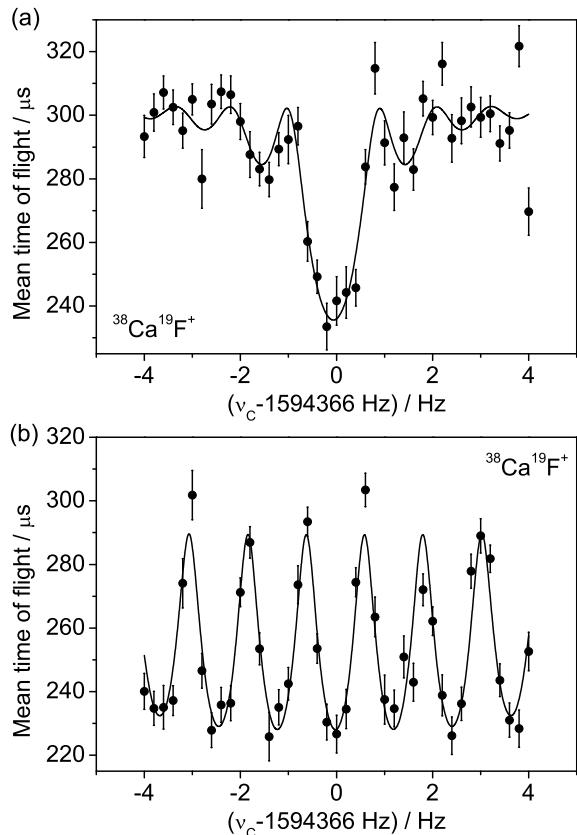 (a)
320
300
280
260
240
Mean time of flight / μs
³⁸Ca¹⁹F⁺
-4 -2 0 2 4
(ν_C-1594366 Hz) / Hz
(b)
320
300
280
260
240
220
Mean time of flight / μs
³⁸Ca¹⁹F⁺
-4 -2 0 2 4
(ν_C-1594366 Hz) / Hz